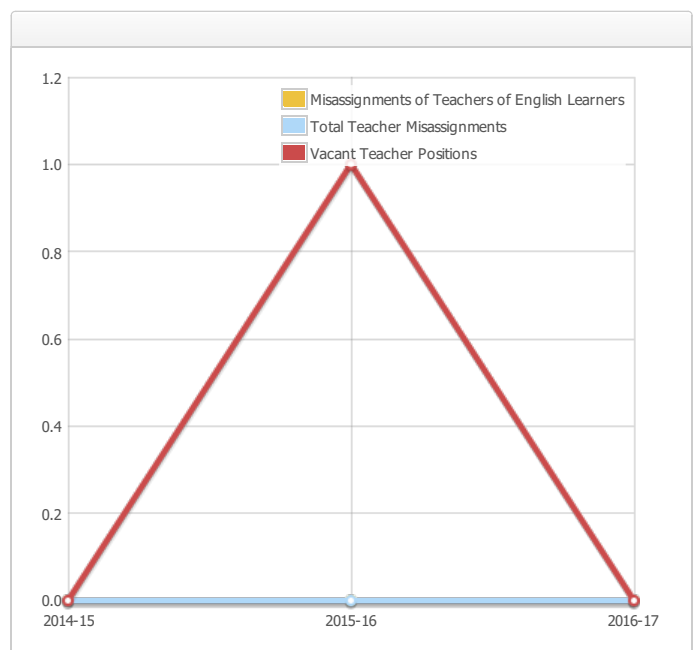 1.2
Misassignments of Teachers of English Learners
Total Teacher Misassignments
Vacant Teacher Positions
1.0
0.8
0.6
0.4
0.2
0.0
2014-15 2015-16 2016-17